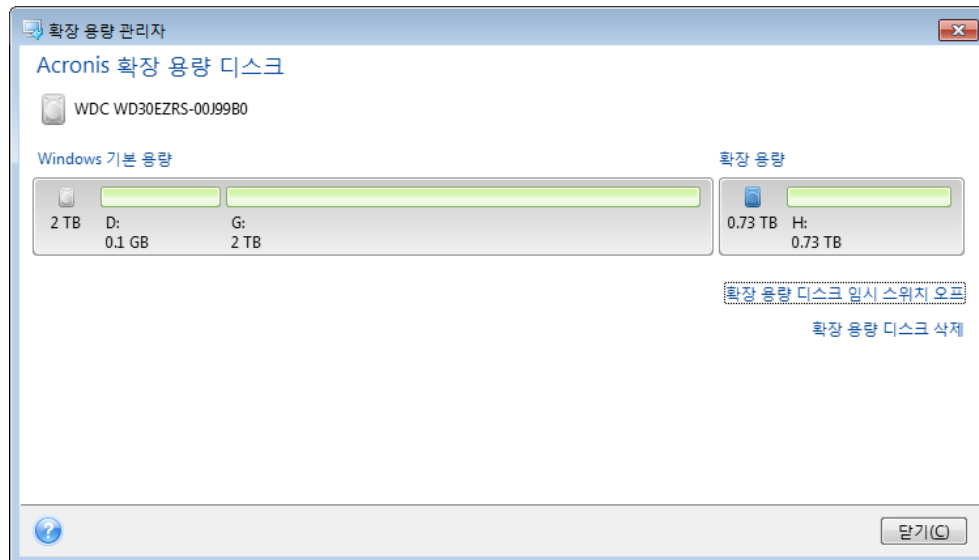 확장 용량 관리자
Acronis 확장 용량 디스크
WDC WD30EZRS-00J99B0
Windows 기본 용량
확장 용량
2 TB
D:
0.1 GB
G:
2 TB
0.73 TB
H:
0.73 TB
확장 용량 디스크 임시 스위치 오프
확장 용량 디스크 삭제
닫기(C)